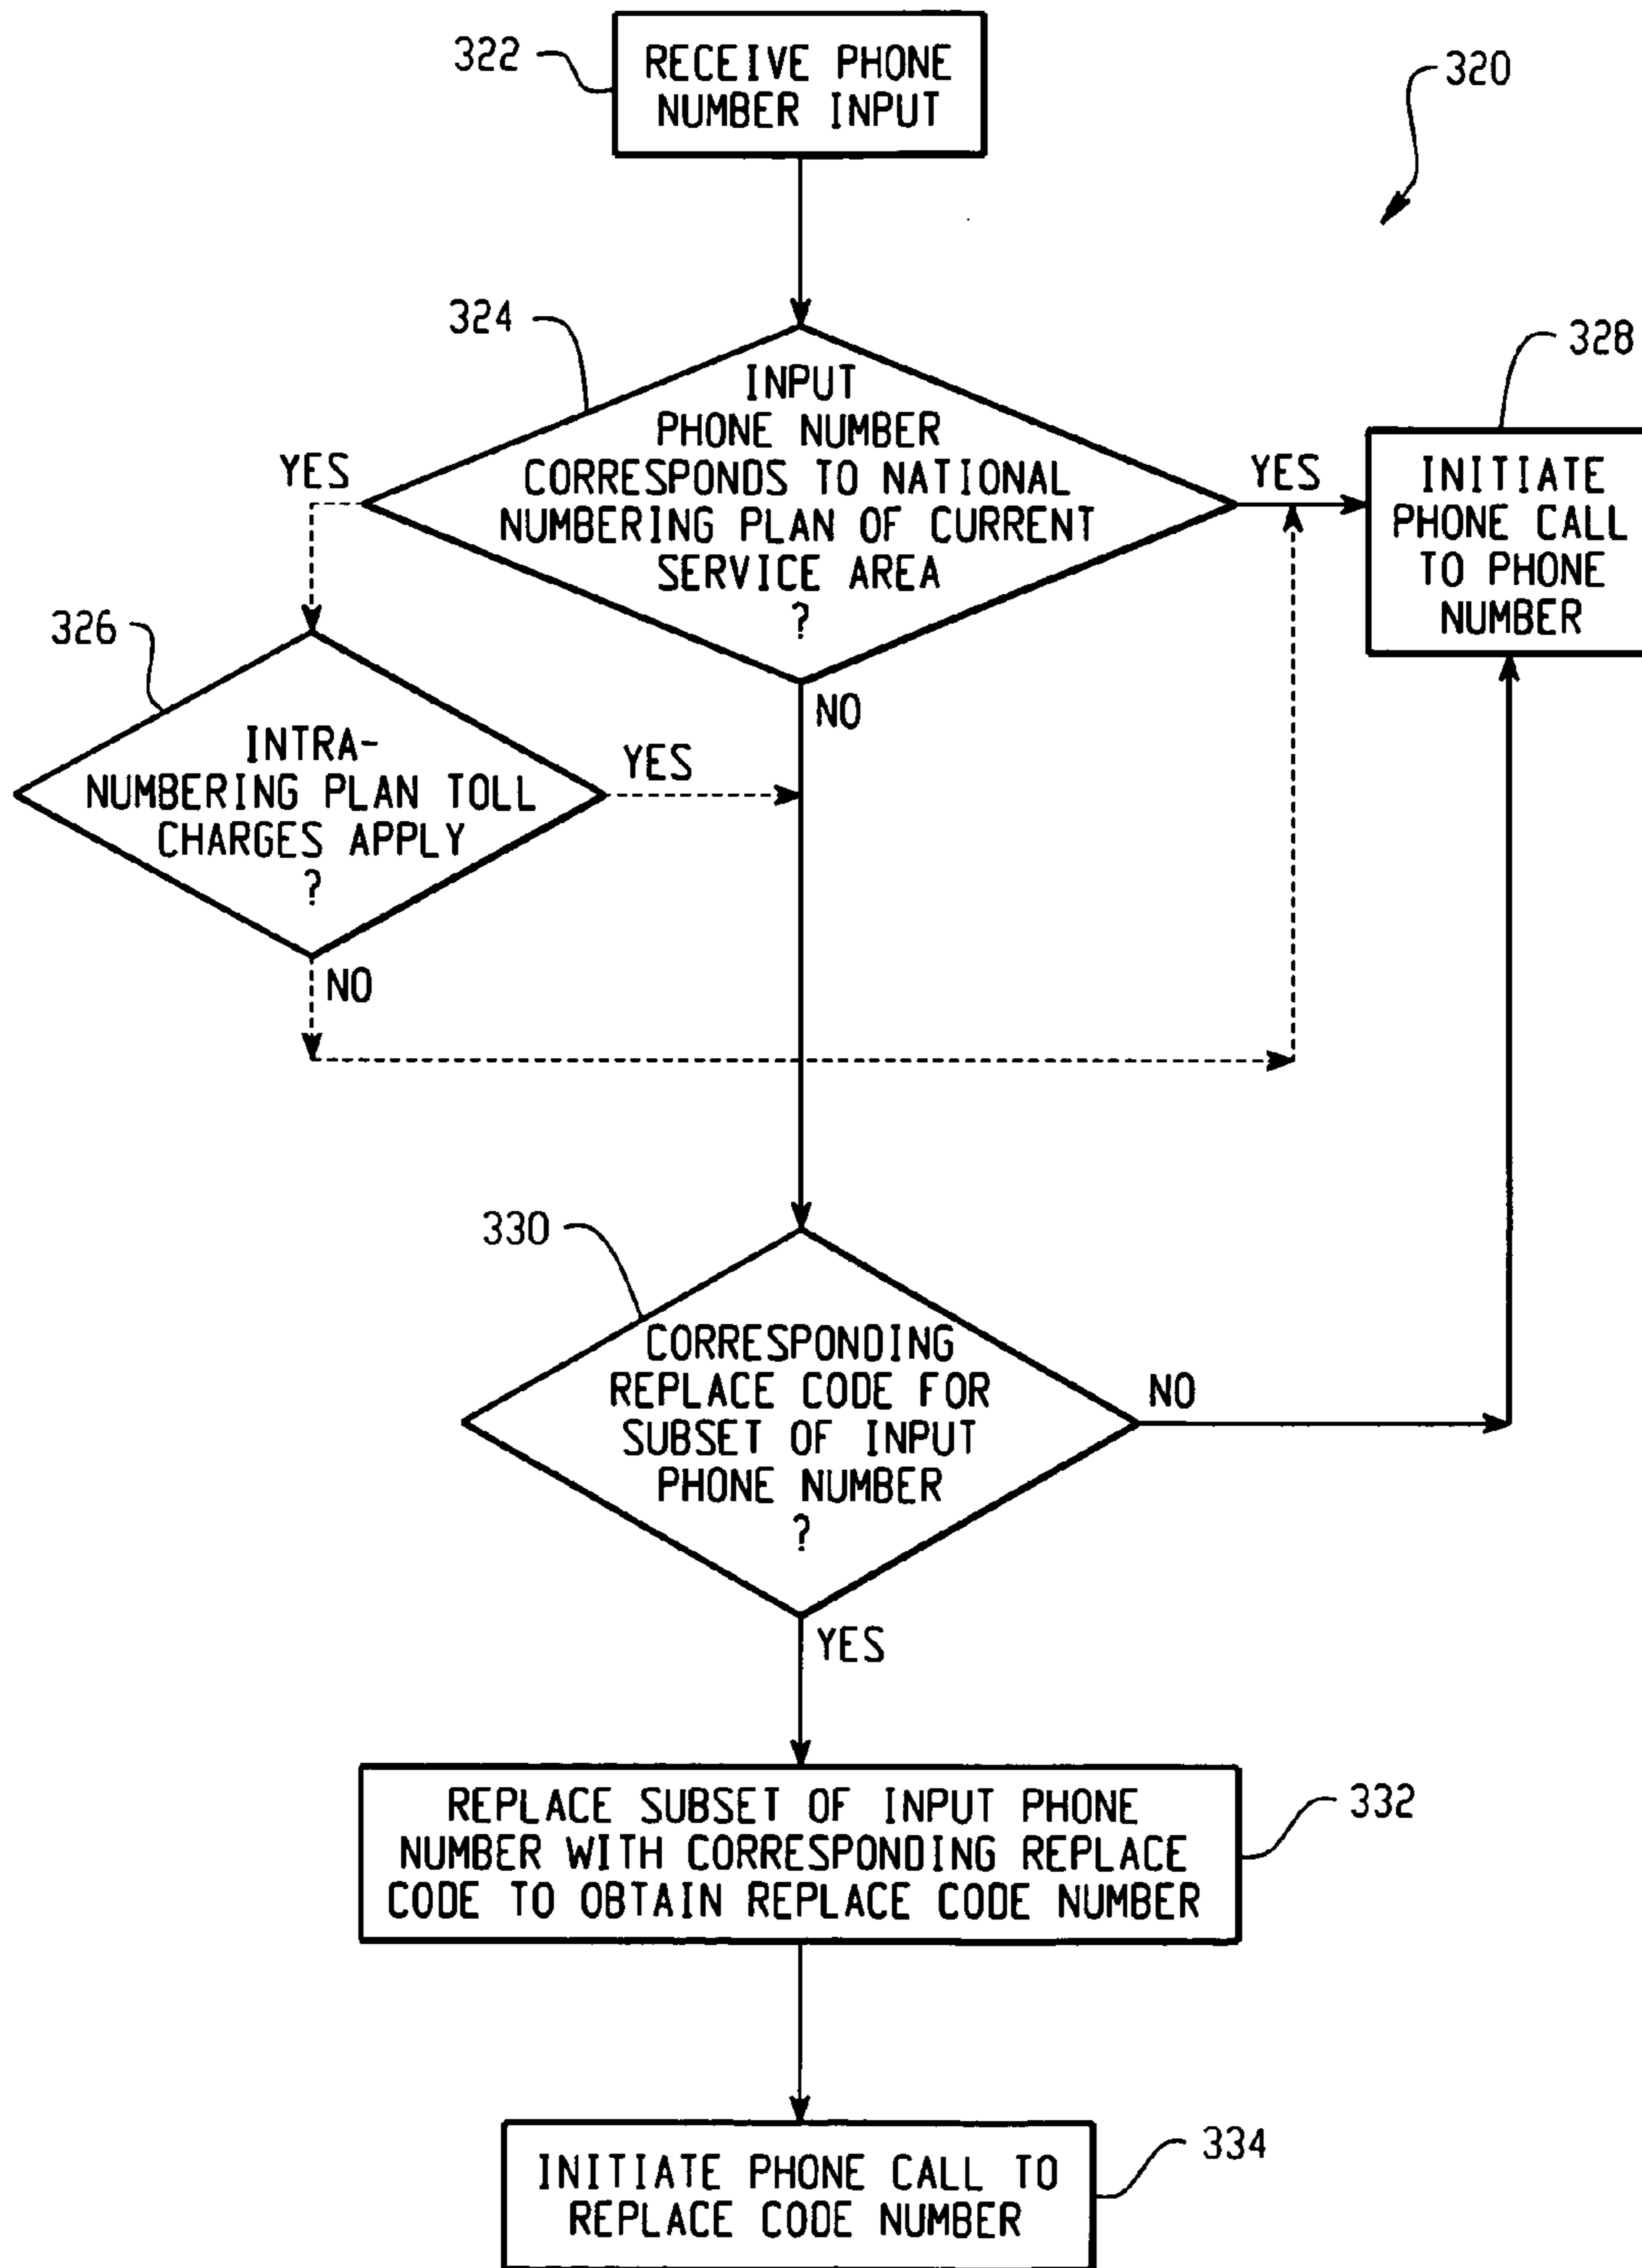 322
RECEIVE PHONE
NUMBER INPUT
320
324
INPUT
PHONE NUMBER
CORRESPONDS TO NATIONAL
NUMBERING PLAN OF CURRENT
SERVICE AREA
?
YES
YES
328
INITIATE
PHONE CALL
TO PHONE
NUMBER
326
INTRA-
NUMBERING PLAN TOLL
CHARGES APPLY
?
YES
NO
NO
330
CORRESPONDING
REPLACE CODE FOR
SUBSET OF INPUT
PHONE NUMBER
?
NO
YES
REPLACE SUBSET OF INPUT PHONE
NUMBER WITH CORRESPONDING REPLACE
CODE TO OBTAIN REPLACE CODE NUMBER
332
INITIATE PHONE CALL TO
REPLACE CODE NUMBER
334